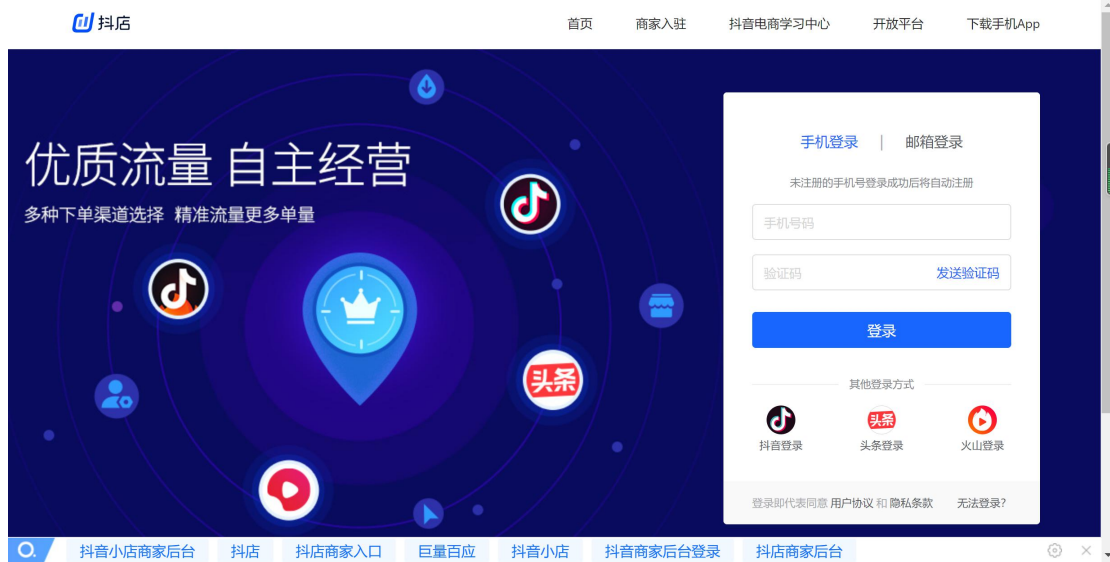 抖店
首页 商家入驻 抖音电商学习中心 开放平台 下载手机App
优质流量 自主经营
多种下单渠道选择 精准流量更多单量
头条
手机登录 | 邮箱登录
未注册的手机号登录成功后将自动注册
手机号码
验证码 发送验证码
登录
其他登录方式
头条
抖音登录 头条登录 火山登录
登录即代表同意 用户协议 和 隐私条款 无法登录?
抖音小店商家后台 抖店 抖店商家入口 巨量百应 抖音小店 抖音商家后台登录 抖店商家后台